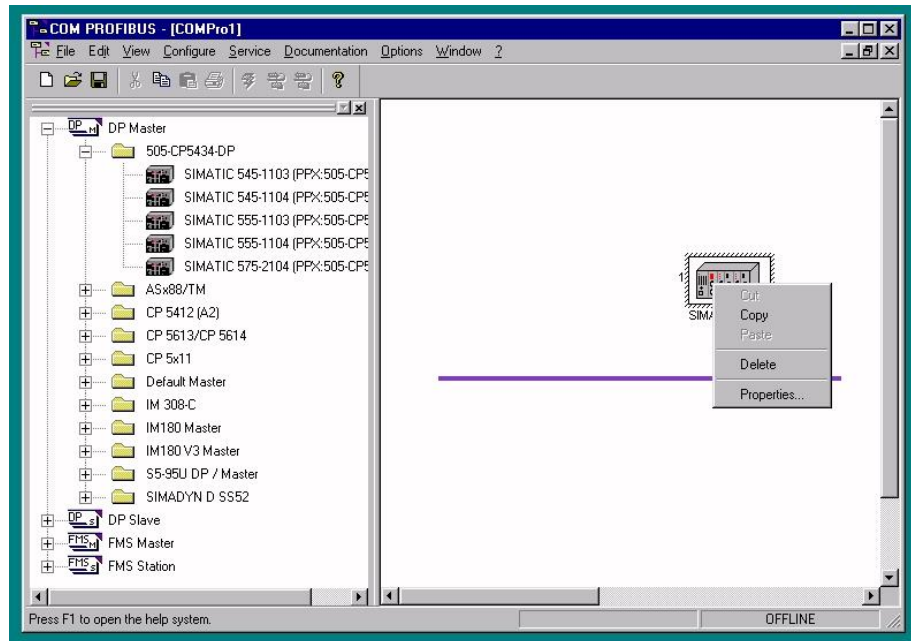 COM PROFIBUS - [COMPro1]
File Edit View Configure Service Documentation Options Window ?
DP M DP Master
505-CP5434-DP
SIMATIC 545-1103 (PPX:505-CP5
SIMATIC 545-1104 (PPX:505-CP5
SIMATIC 555-1103 (PPX:505-CP5
SIMATIC 555-1104 (PPX:505-CP5
SIMATIC 575-2104 (PPX:505-CP5
ASx88/TM
CP 5412 (A2)
CP 5613/CP 5614
CP 5x11
Default Master
IM 308-C
IM180 Master
IM180 V3 Master
S5-95U DP / Master
SIMADYN D SS52
DP s DP Slave
FMS M FMS Master
FMS s FMS Station
1
SIMA
Cut
Copy
Paste
Delete
Properties...
Press F1 to open the help system.
OFFLINE